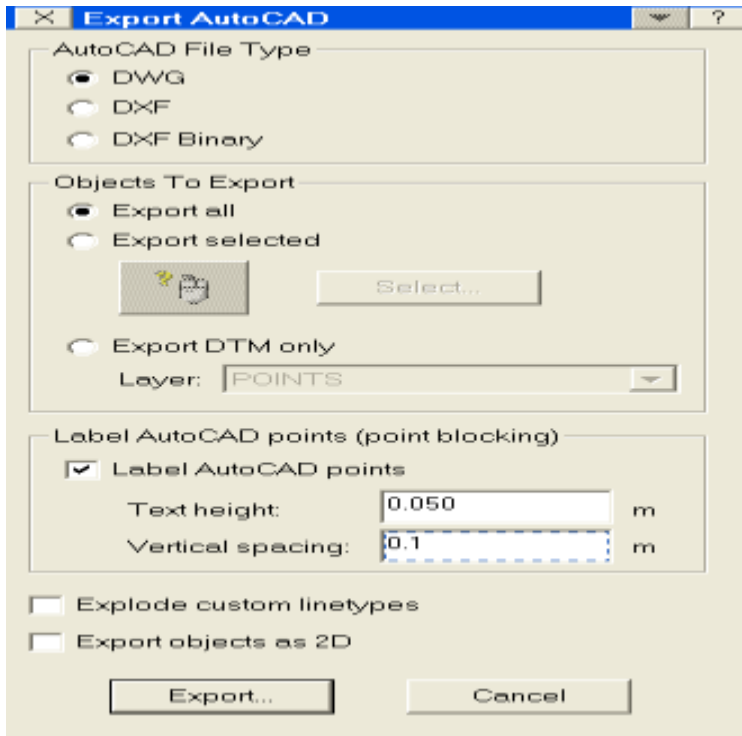 Export AutoCAD ?
AutoCAD File Type
DWG
DXF
DXF Binary
Objects To Export
Export all
Export selected
Select...
Export DTM only
Layer: POINTS
Label AutoCAD points (point blocking)
Label AutoCAD points
Text height: 0.050 m
Vertical spacing: 0.1 m
Explode custom linetypes
Export objects as 2D
Export... Cancel